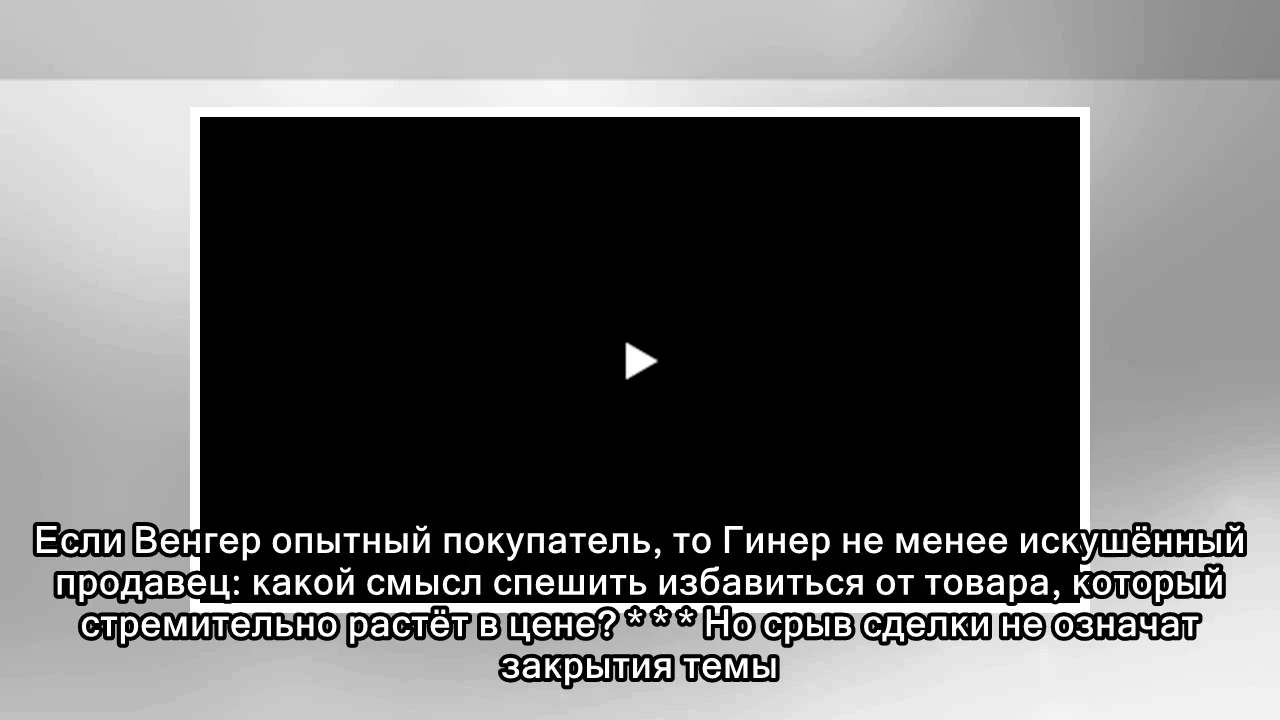 Если Венгер опытный покупатель, то Гинер не менее искушённый
продавец: какой смысл спешить избавиться от товара, который
стремительно растёт в цене? * * * Но срыв сделки не означат
закрытия темы